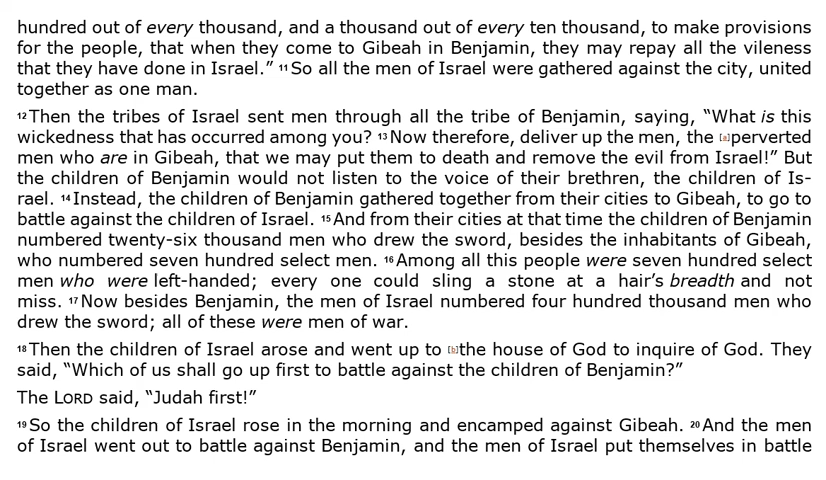 hundred out of every thousand, and a thousand out of every ten thousand, to make provisions
for the people, that when they come to Gibeah in Benjamin, they may repay all the vileness
that they have done in Israel.” 11 So all the men of Israel were gathered against the city, united
together as one man.
12 Then the tribes of Israel sent men through all the tribe of Benjamin, saying, “What is this
wickedness that has occurred among you? 13 Now therefore, deliver up the men, the [a]perverted
men who are in Gibeah, that we may put them to death and remove the evil from Israel!” But
the children of Benjamin would not listen to the voice of their brethren, the children of Is-
rael. 14 Instead, the children of Benjamin gathered together from their cities to Gibeah, to go to
battle against the children of Israel. 15 And from their cities at that time the children of Benjamin
numbered twenty-six thousand men who drew the sword, besides the inhabitants of Gibeah,
who numbered seven hundred select men. 16 Among all this people were seven hundred select
men who were left-handed; every one could sling a stone at a hair’s breadth and not
miss. 17 Now besides Benjamin, the men of Israel numbered four hundred thousand men who
drew the sword; all of these were men of war.
18 Then the children of Israel arose and went up to [b]the house of God to inquire of God. They
said, “Which of us shall go up first to battle against the children of Benjamin?”
The LORD said, “Judah first!”
19 So the children of Israel rose in the morning and encamped against Gibeah. 20 And the men
of Israel went out to battle against Benjamin, and the men of Israel put themselves in battle